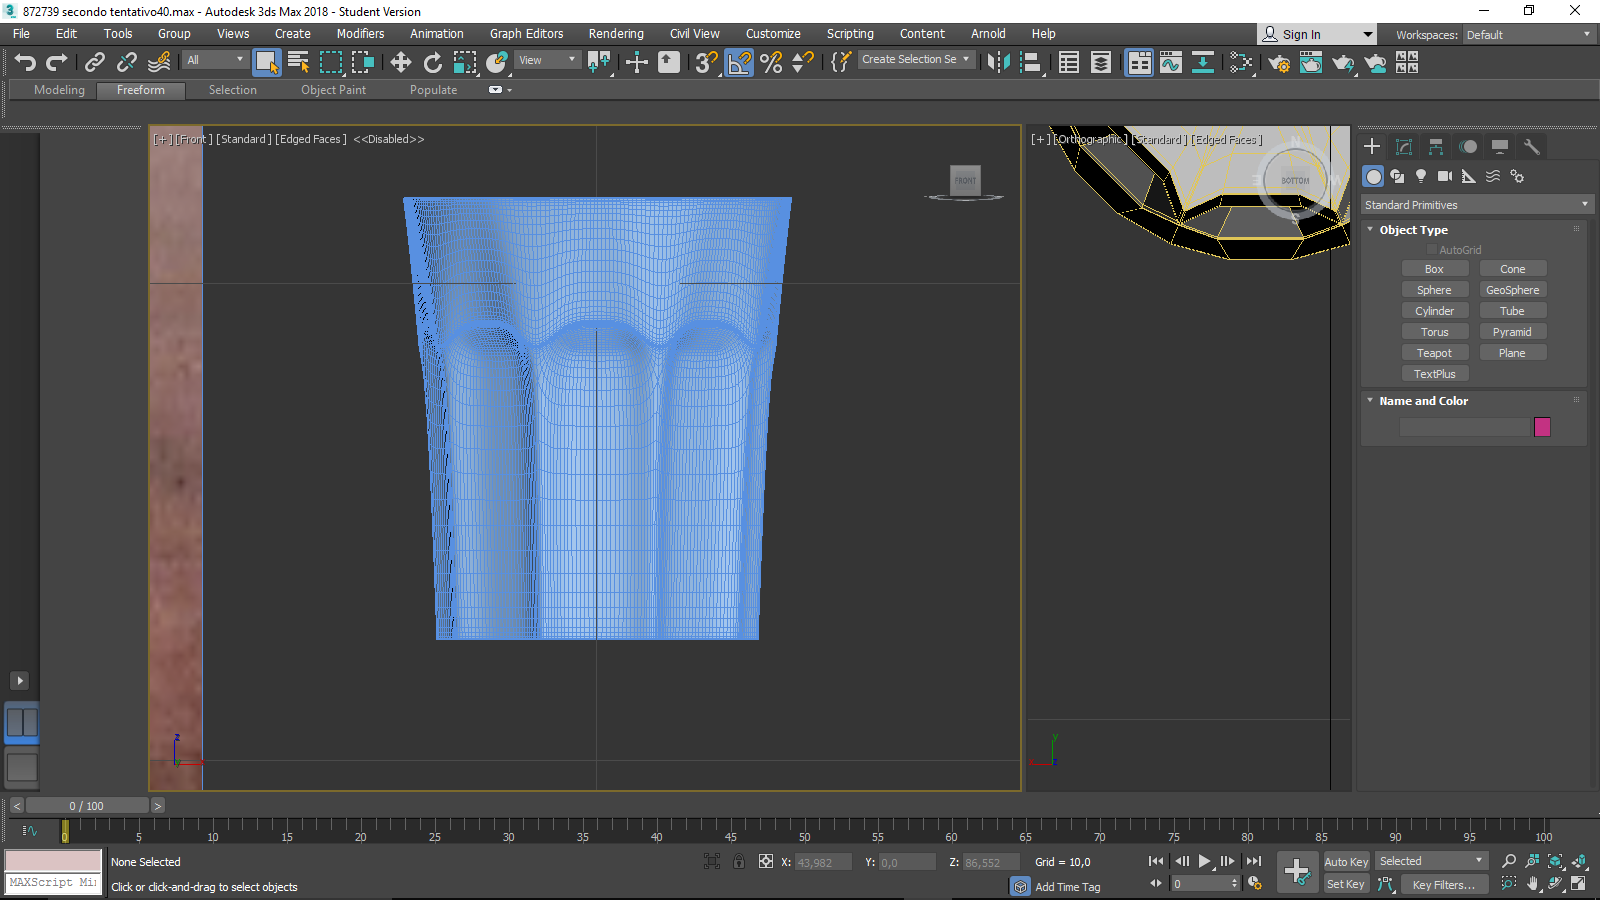 872739 secondo tentativo40.max - Autodesk 3ds Max 2018 - Student Version
File Edit Tools Group Views Create Modifiers Animation Graph Editors Rendering Civil View Customize Scripting Content Arnold Help
Sign In
Workspaces: Default
All
View
Create Selection Se
Modeling Freeform Selection Object Paint Populate
[+] [Front] [Standard] [Edged Faces] <<Disabled>>
FRONT
[+] [Orthographic] [Standard] [Edged Faces]
N
E
BOTTOM
W
S
Standard Primitives
Object Type
AutoGrid
Box Cone
Sphere GeoSphere
Cylinder Tube
Torus Pyramid
Teapot Plane
TextPlus
Name and Color
z
x
y
y
x
z
< 0 / 100 >
0 5 10 15 20 25 30 35 40 45 50 55 60 65 70 75 80 85 90 95 100
None Selected
X: 43,982 Y: 0,0 Z: 86,552 Grid = 10,0
Auto Key Selected
MAXScript Mi
Click or click-and-drag to select objects
Add Time Tag
0
Set Key Key Filters...